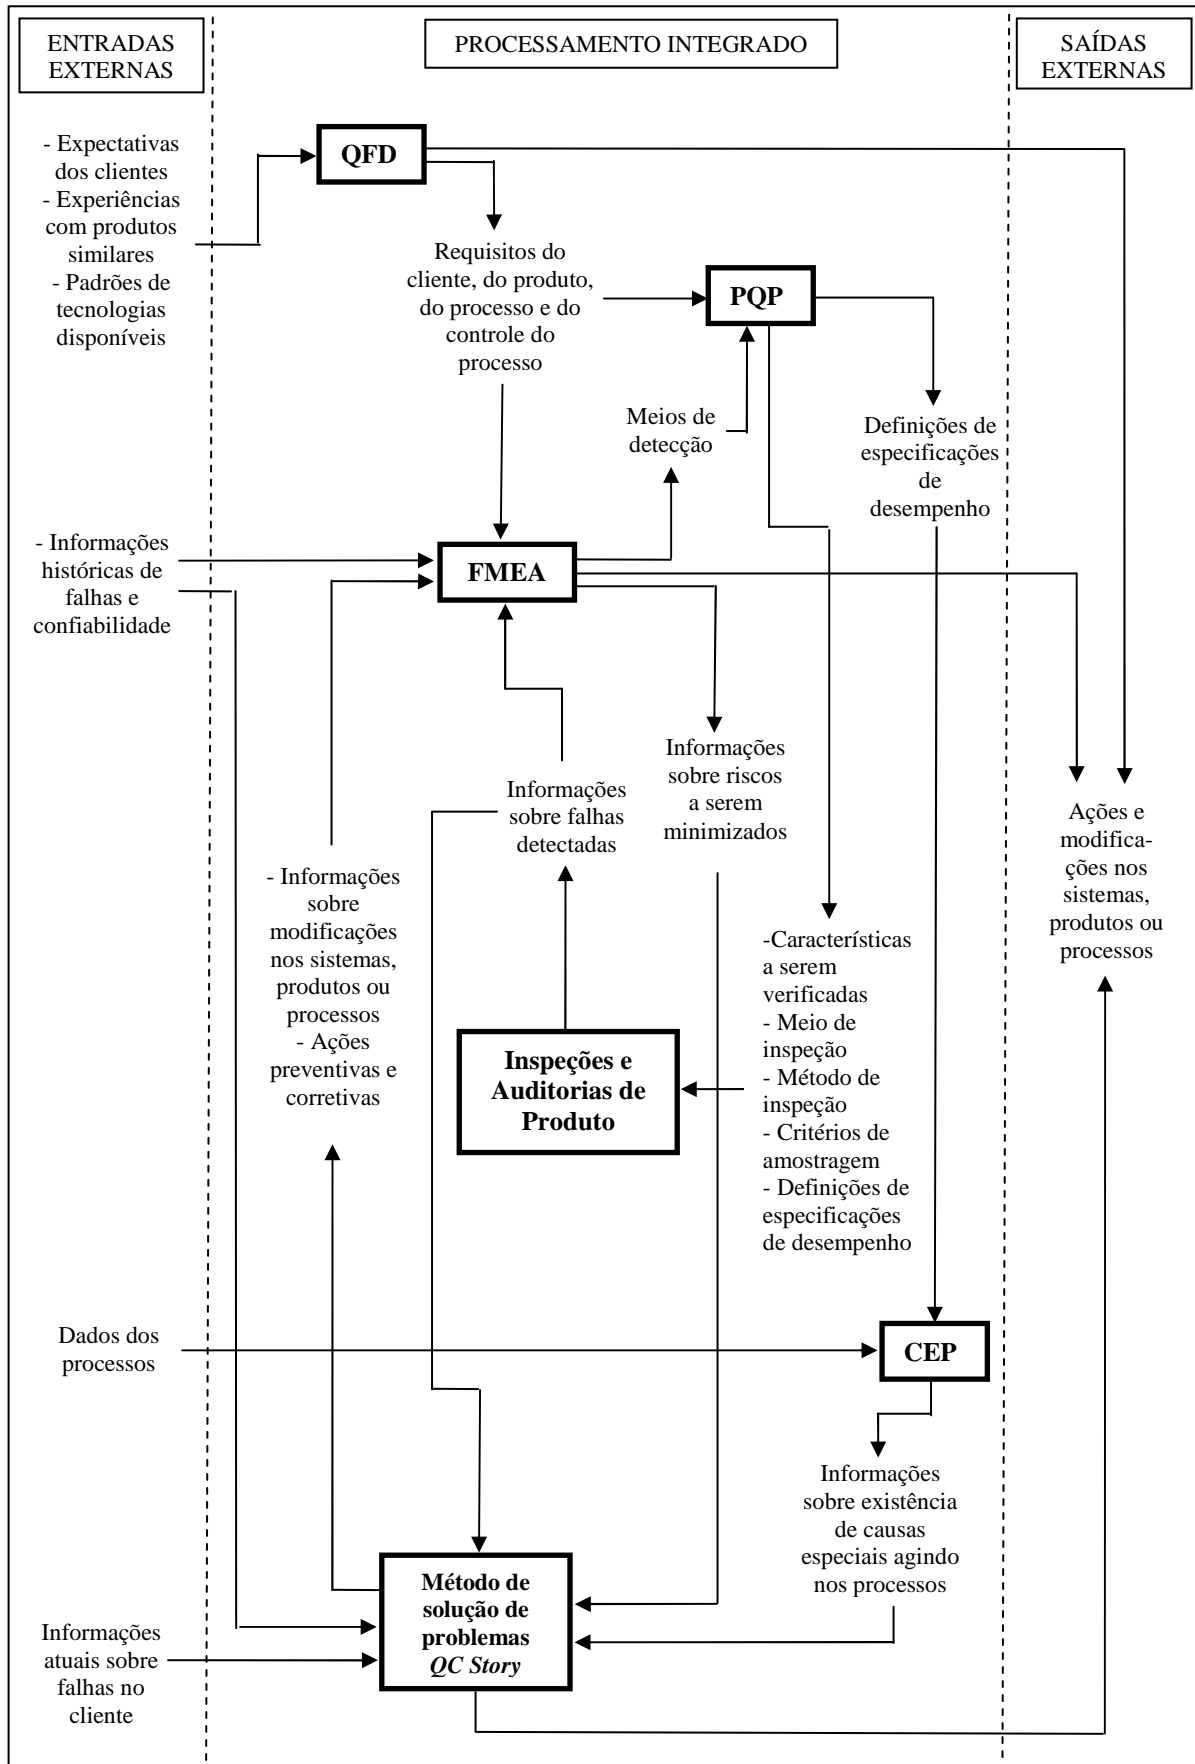 ENTRADAS
EXTERNAS
PROCESSAMENTO INTEGRADO
SAÍDAS
EXTERNAS
- Expectativas
dos clientes
- Experiências
com produtos
similares
- Padrões de
tecnologias
disponíveis
QFD
Requisitos do
cliente, do produto,
do processo e do
controle do
processo
PQP
Meios de
detecção
Definições de
especificações
de
desempenho
- Informações
históricas de
falhas e
confiabilidade
FMEA
Informações
sobre riscos
a serem
minimizados
Informações
sobre falhas
detectadas
Ações e
modifica-
ções nos
sistemas,
produtos ou
processos
- Informações
sobre
modificações
nos sistemas,
produtos ou
processos
- Ações
preventivas e
corretivas
-Características
a serem
verificadas
- Meio de
inspeção
- Método de
inspeção
- Critérios de
amostragem
- Definições de
especificações
de desempenho
Inspeções e
Auditorias de
Produto
Dados dos
processos
CEP
Informações
sobre existência
de causas
especiais agindo
nos processos
Método de
solução de
problemas
QC Story
Informações
atuais sobre
falhas no
cliente